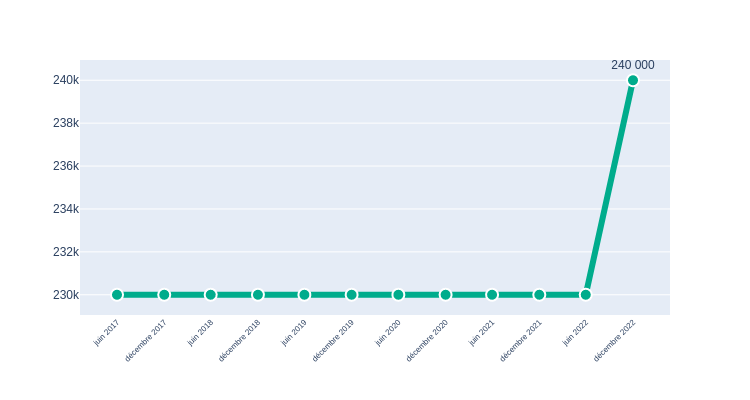 240 000
240k
238k
236k
234k
232k
230k
juin 2017
décembre 2017
juin 2018
décembre 2018
juin 2019
décembre 2019
juin 2020
décembre 2020
juin 2021
décembre 2021
juin 2022
décembre 2022